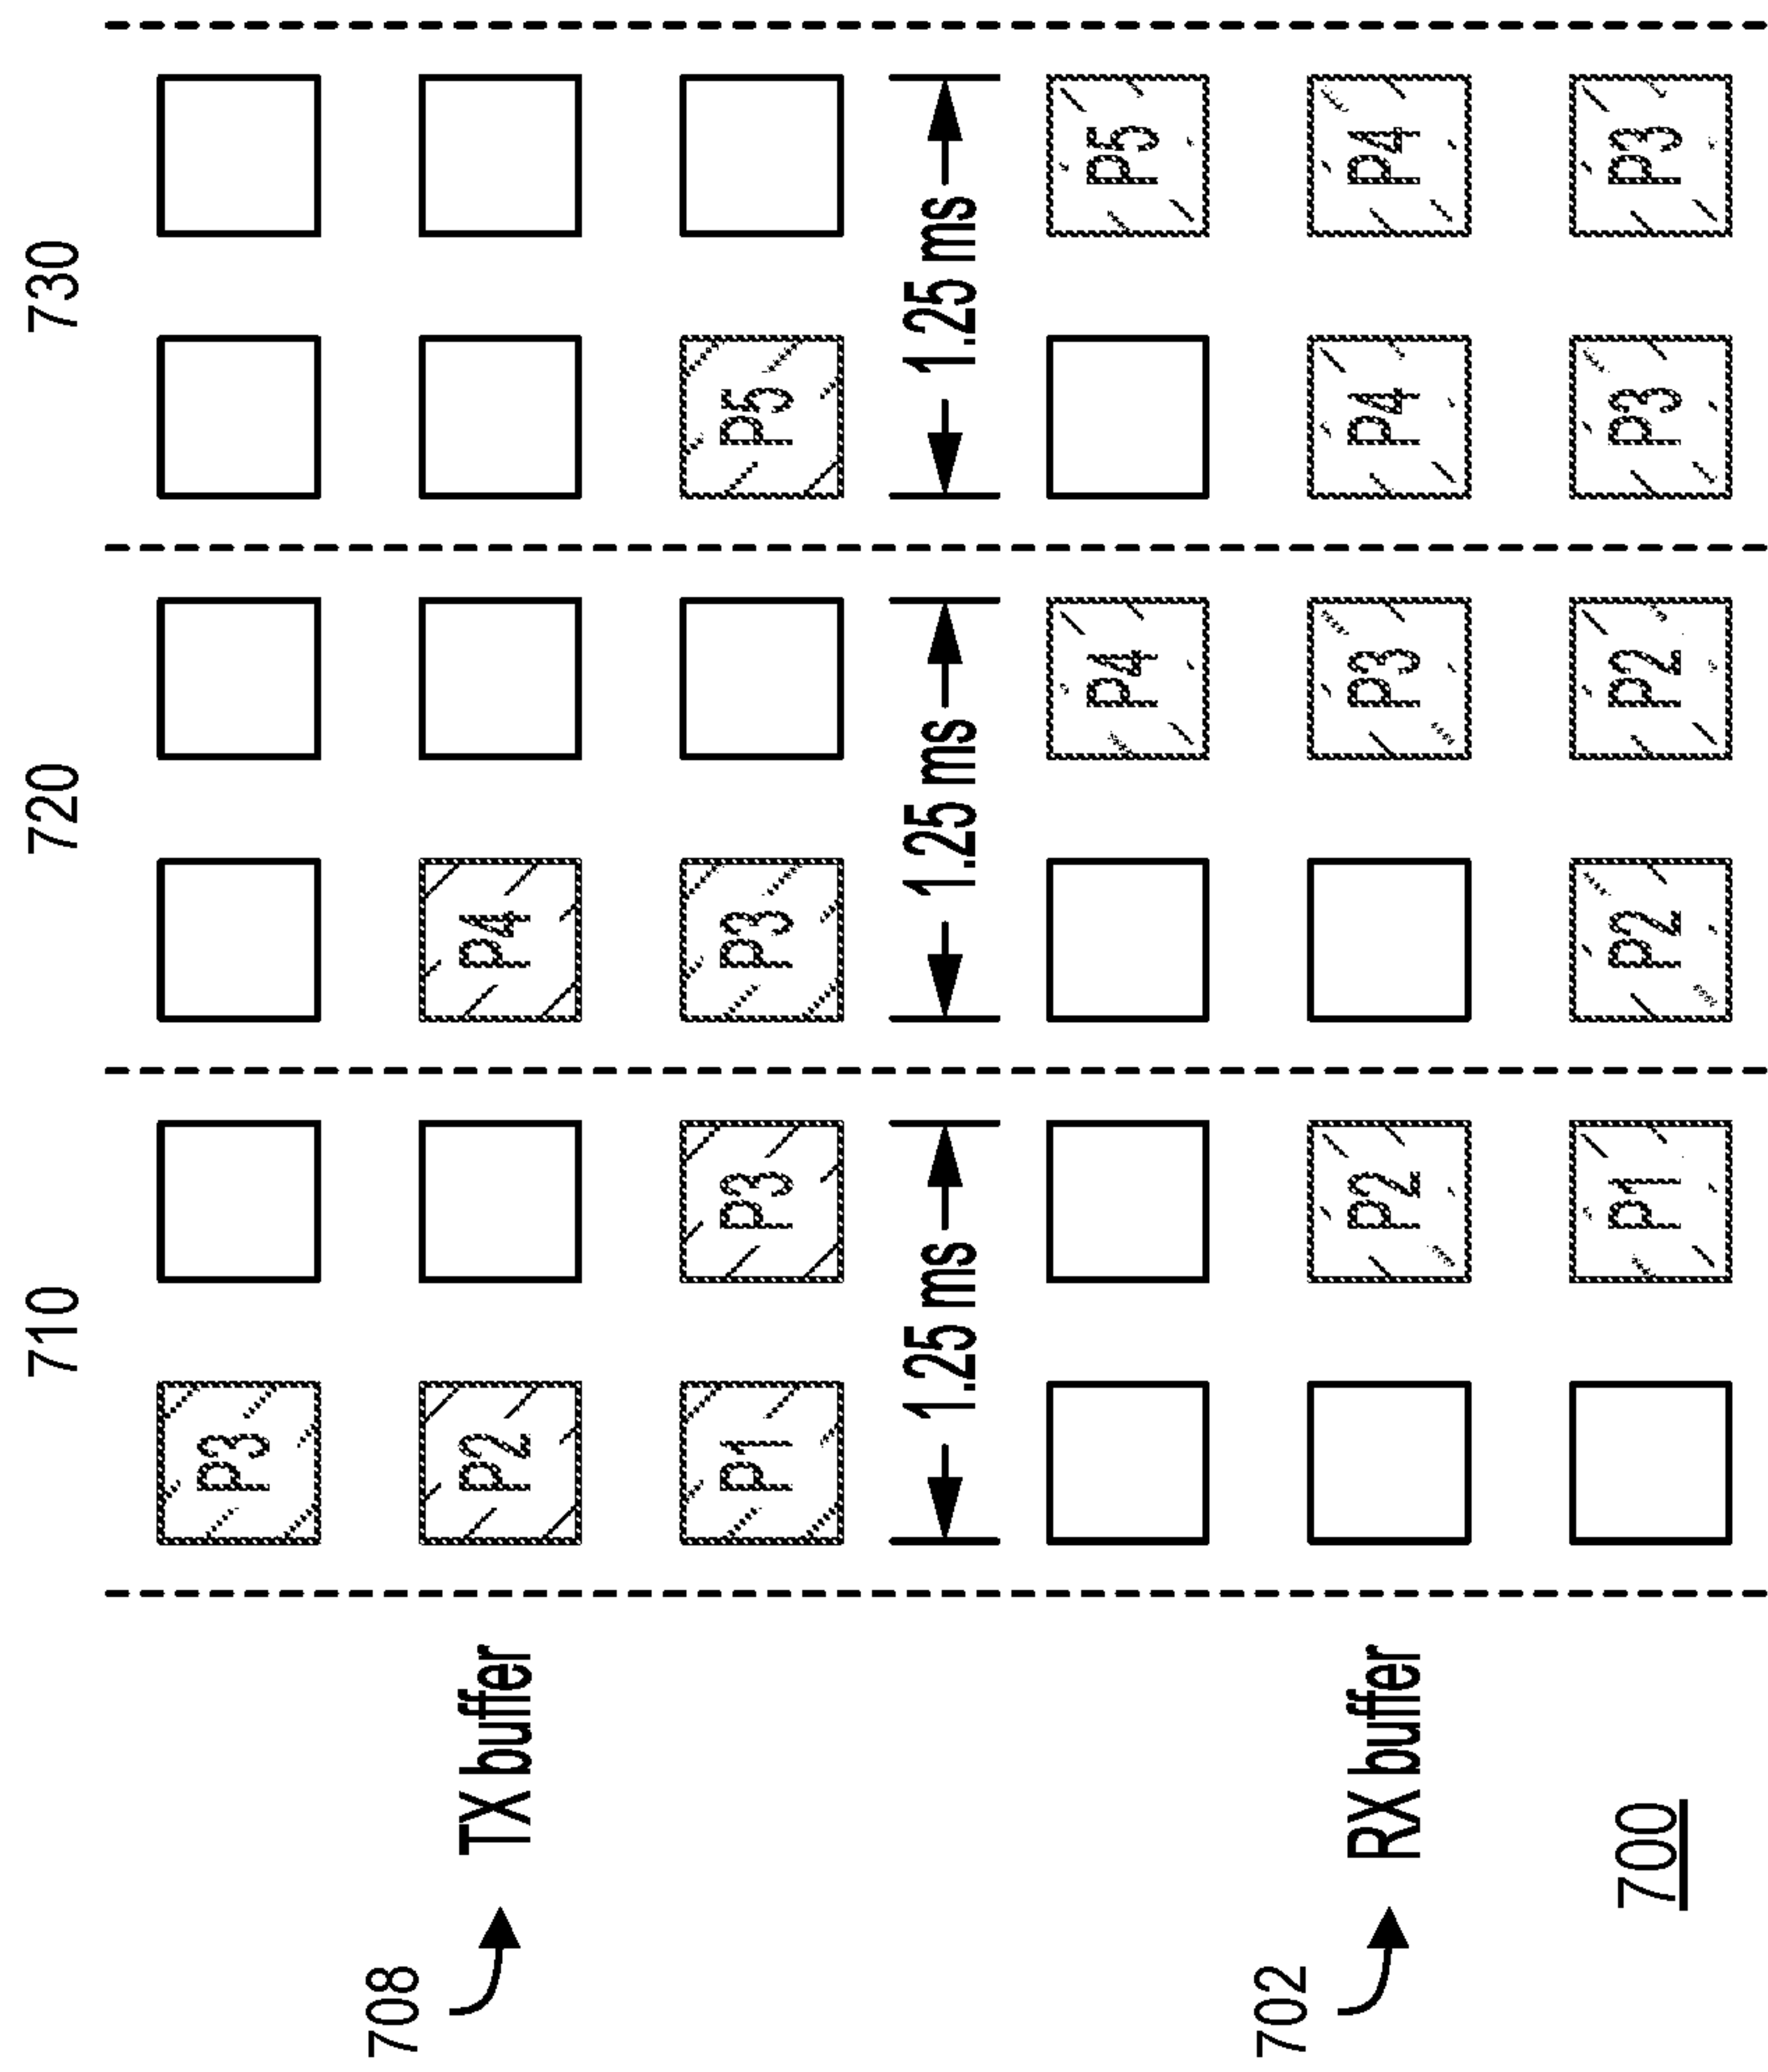 710 720 730
P3
708
TX buffer P2 P4
P1 P3 P3 P5
1.25 ms 1.25 ms 1.25 ms
P4 P5
702
RX buffer P2 P3 P4 P4
700 P1 P2 P2 P3 P3